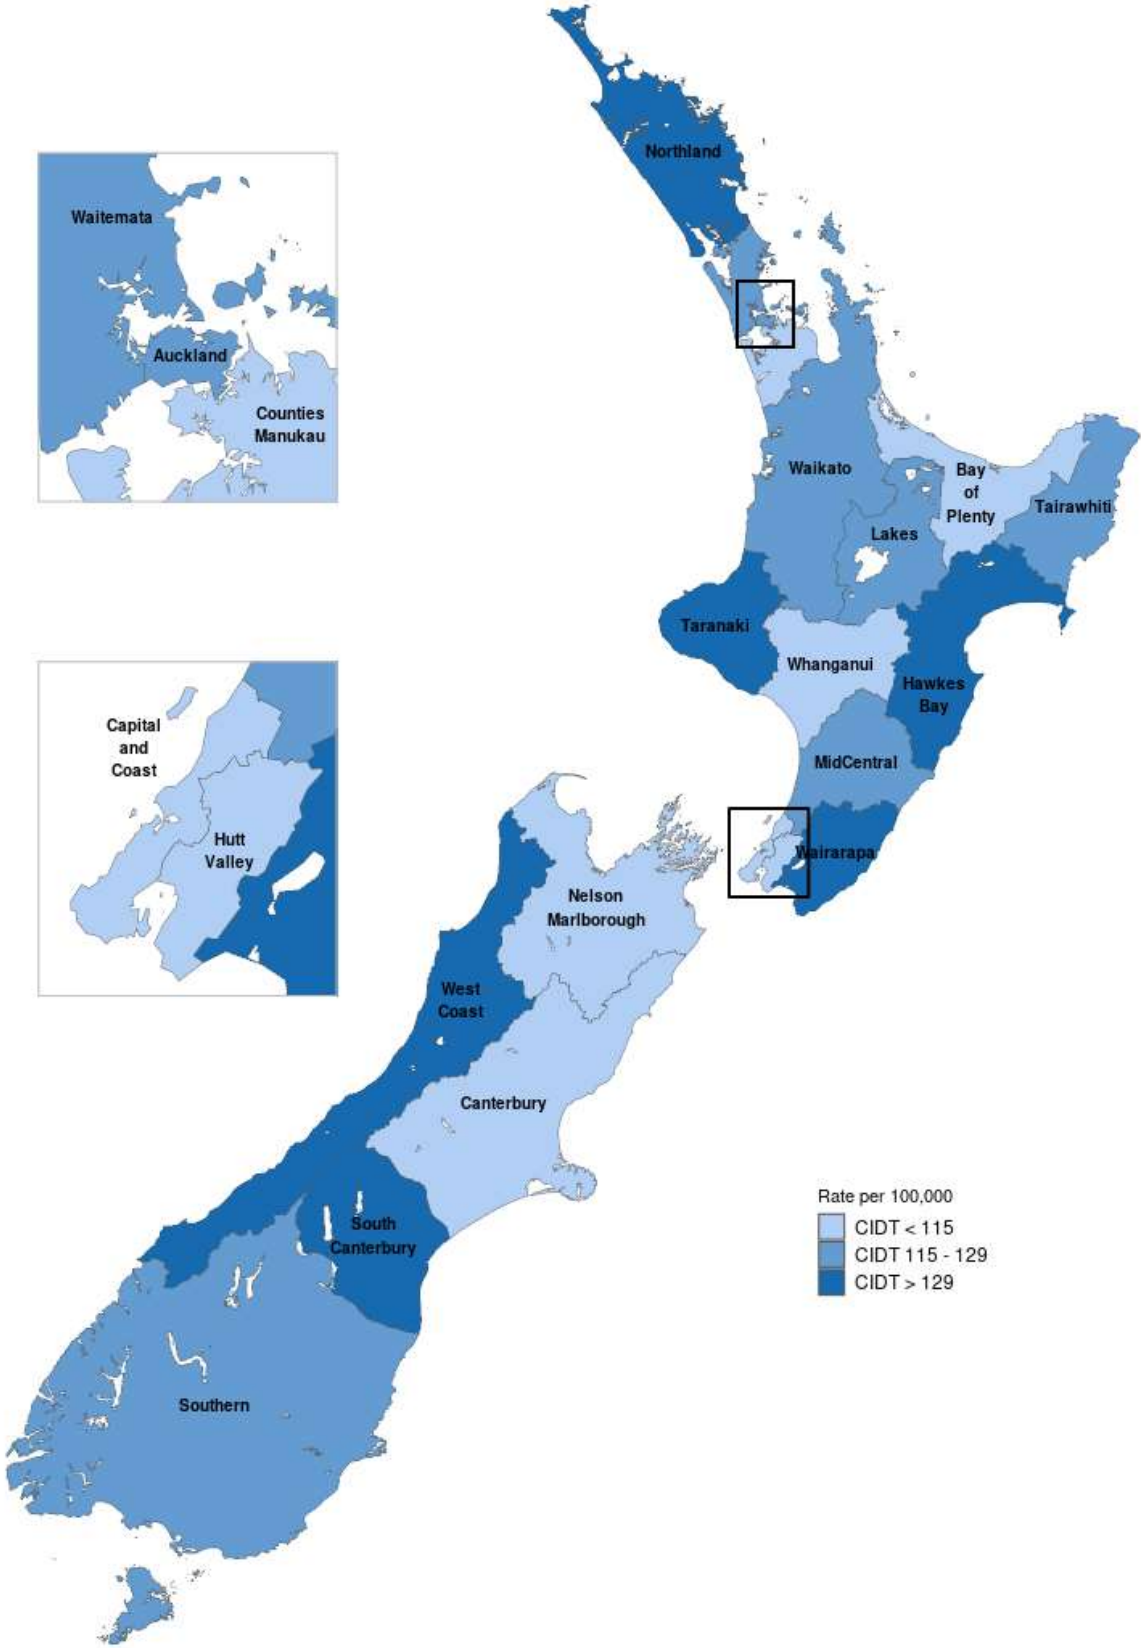 Northland
Waitemata
Auckland
Counties
Manukau
Waikato
Bay
of
Plenty
Tairawhiti
Lakes
Taranaki
Whanganui
Hawkes
Bay
MidCentral
Wairarapa
Capital
and
Coast
Hutt
Valley
Nelson
Marlborough
West
Coast
Canterbury
South
Canterbury
Southern
Rate per 100,000
CIDT < 115
CIDT 115 - 129
CIDT > 129